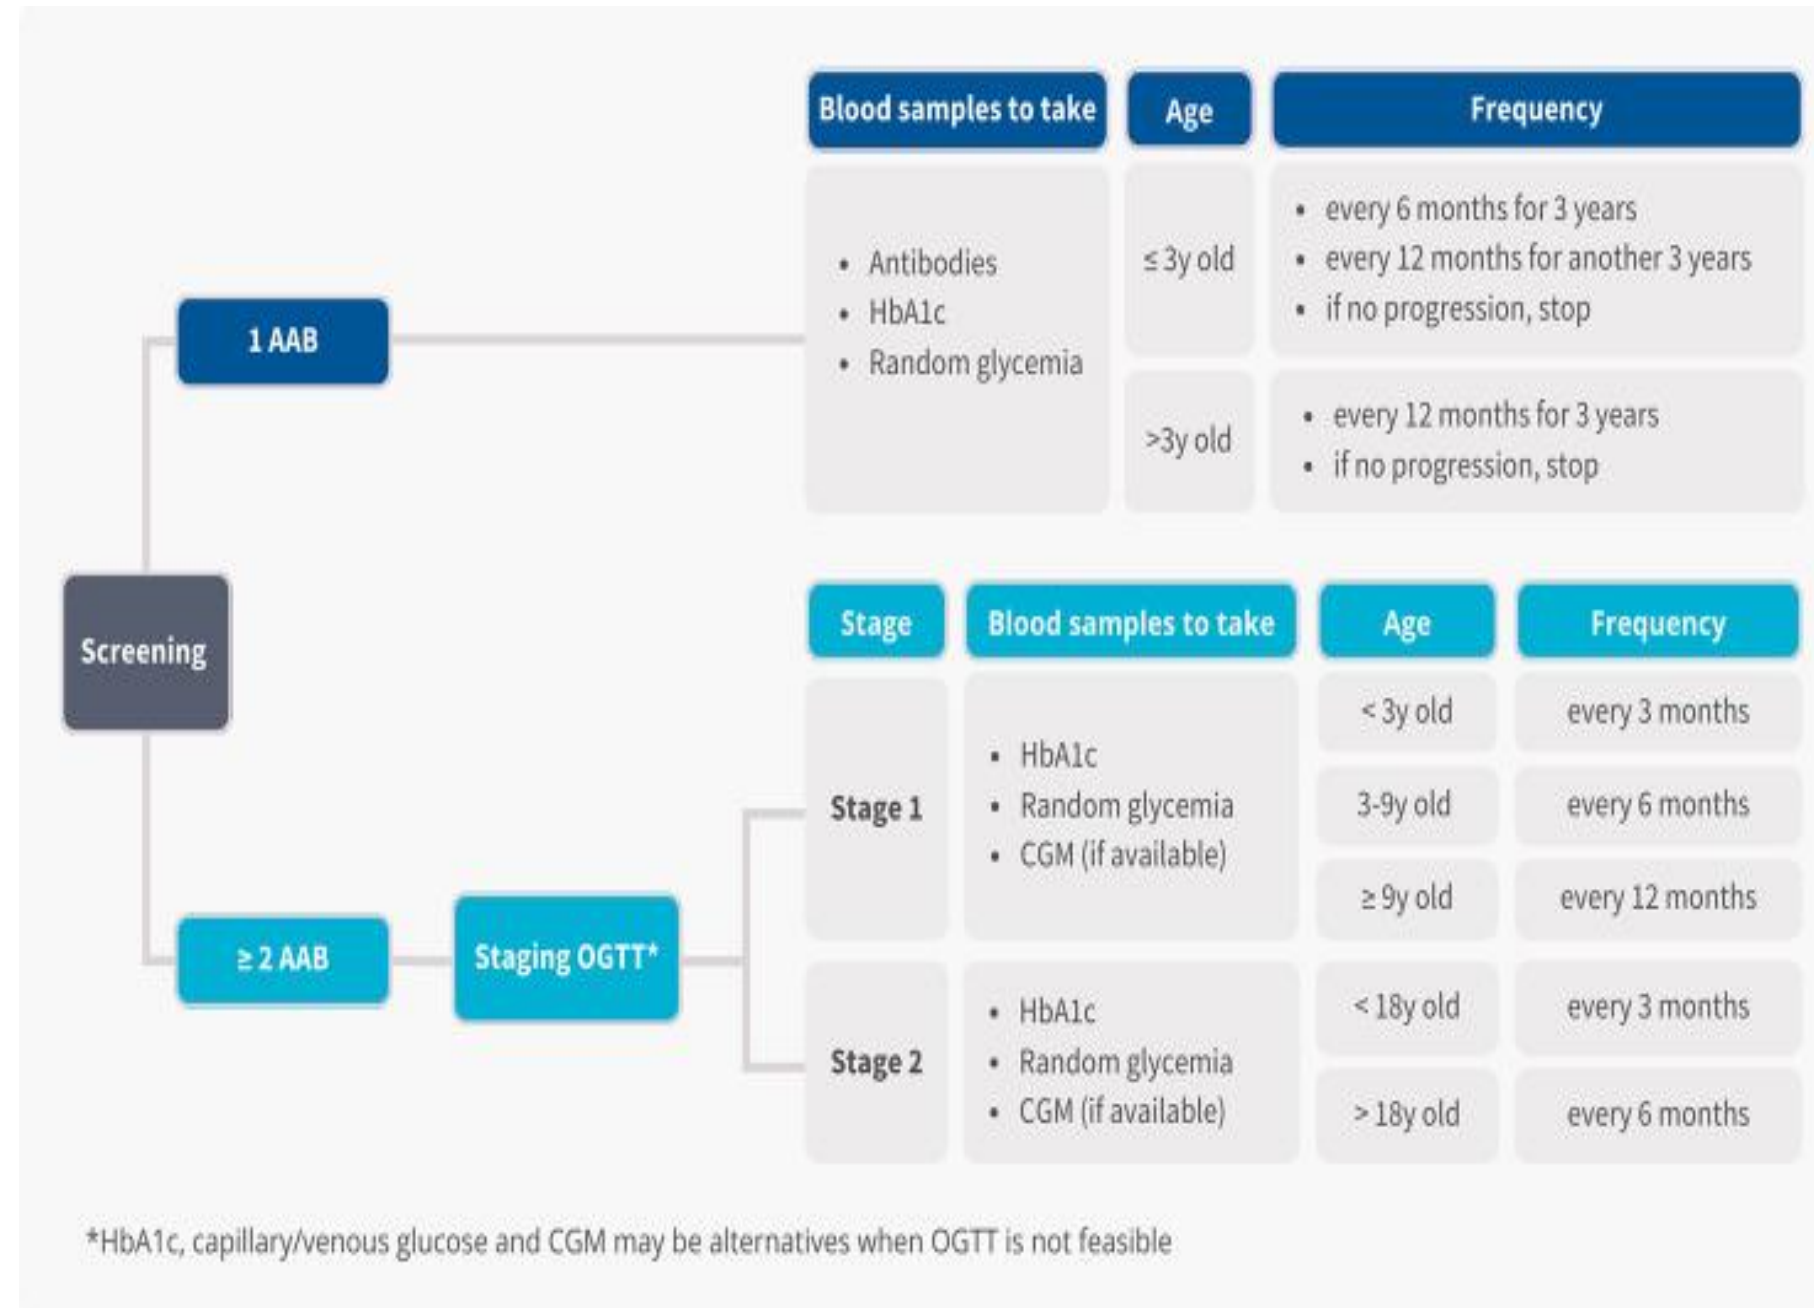 Blood samples to take
Age
Frequency
1 AAB
• Antibodies
• HbA1c
• Random glycemia
≤ 3y old
• every 6 months for 3 years
• every 12 months for another 3 years
• if no progression, stop
>3y old
• every 12 months for 3 years
• if no progression, stop
Screening
≥ 2 AAB
Staging OGTT*
Stage
Blood samples to take
Age
Frequency
Stage 1
• HbA1c
• Random glycemia
• CGM (if available)
< 3y old
every 3 months
3-9y old
every 6 months
≥ 9y old
every 12 months
Stage 2
• HbA1c
• Random glycemia
• CGM (if available)
< 18y old
every 3 months
> 18y old
every 6 months
*HbA1c, capillary/venous glucose and CGM may be alternatives when OGTT is not feasible